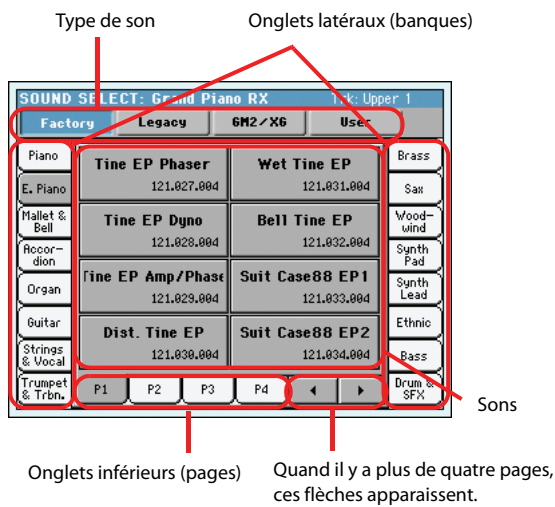 Type de son
Onglets latéraux (banques)
SOUND SELECT: Grand Piano RX Trk: Upper 1
Factory Legacy GM2/XG User
Piano
E. Piano
Mallet & Bell
Accor-
dion
Organ
Guitar
Strings & Vocal
Trumpet & Trbn.
Tine EP Phaser
121.027.004
Wet Tine EP
121.031.004
Tine EP Dyno
121.028.004
Bell Tine EP
121.032.004
Tine EP Amp/Phase
121.029.004
Suit Case88 EP1
121.033.004
Dist. Tine EP
121.030.004
Suit Case88 EP2
121.034.004
Brass
Sax
Wood-
wind
Synth Pad
Synth Lead
Ethnic
Bass
Drum & SFX
P1 P2 P3 P4
Sons
Onglets inférieurs (pages)
Quand il y a plus de quatre pages,
ces flèches apparaissent.